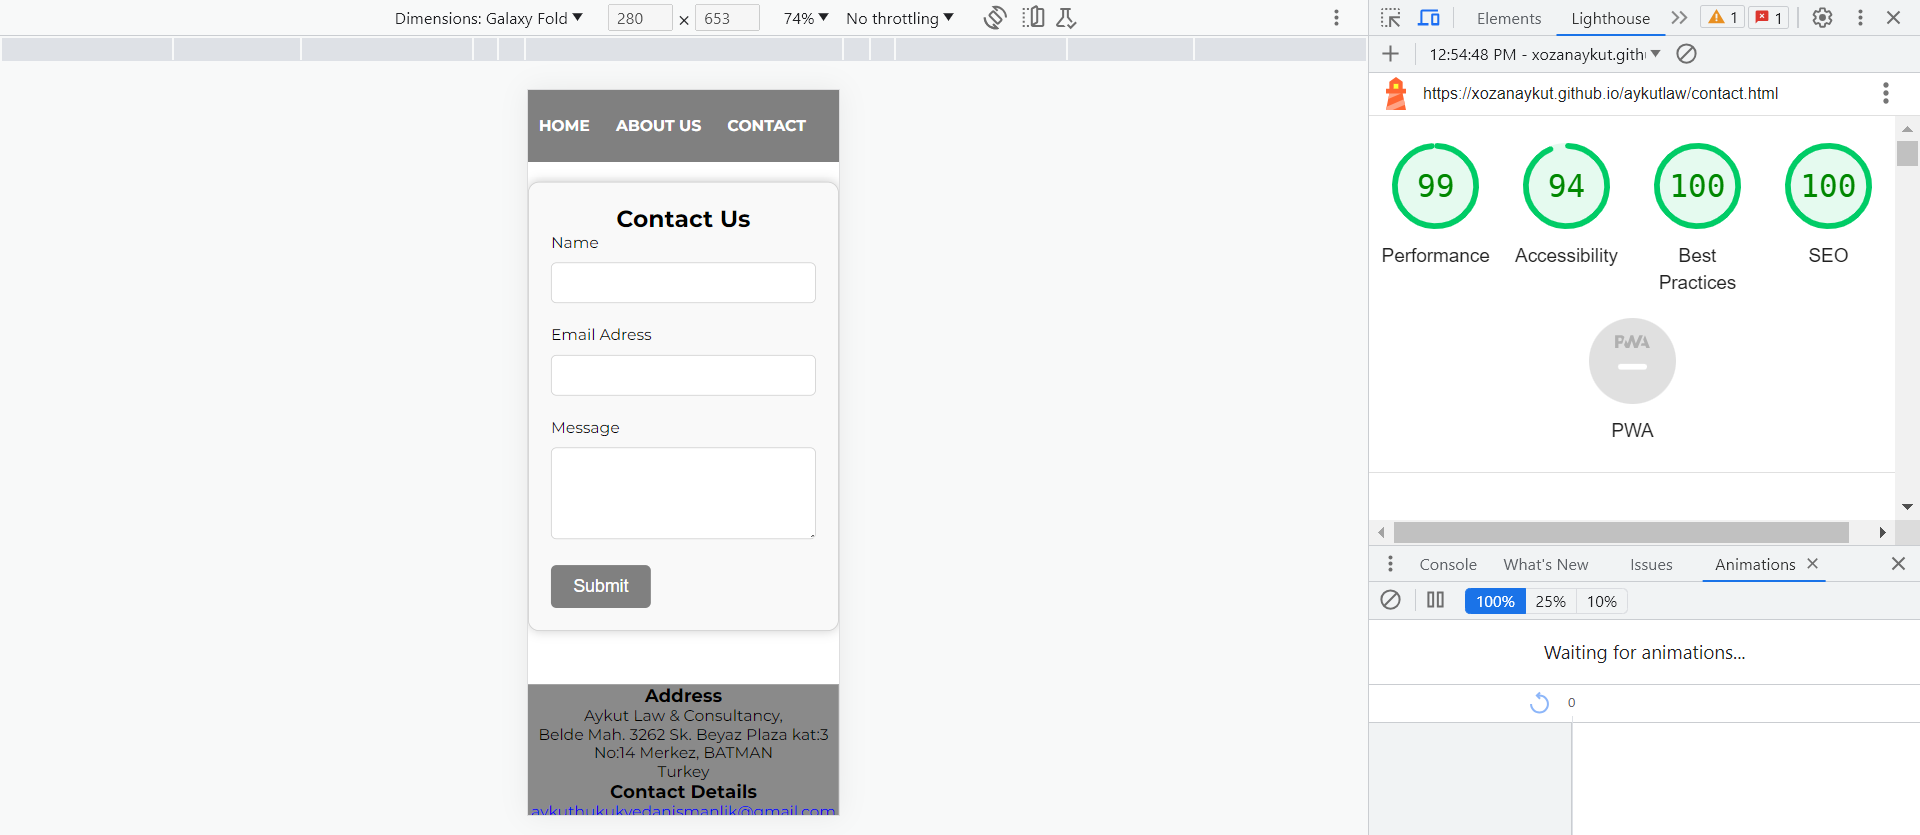 Dimensions: Galaxy Fold 280 × 653 74% No throttling
Elements Lighthouse 1 1
12:54:48 PM - xozanaykut.gith
https://xozanaykut.github.io/aykutlaw/contact.html
99 94 100 100
Performance Accessibility Best Practices SEO
PWA
PWA
HOME ABOUT US CONTACT
Contact Us
Name
Email Adress
Message
Submit
Address
Aykut Law & Consultancy,
Belde Mah. 3262 Sk. Beyaz Plaza kat:3
No:14 Merkez, BATMAN
Turkey
Contact Details
aykuthukukvedanismanlik@gmail.com
Console What's New Issues Animations
100% 25% 10%
Waiting for animations...
0